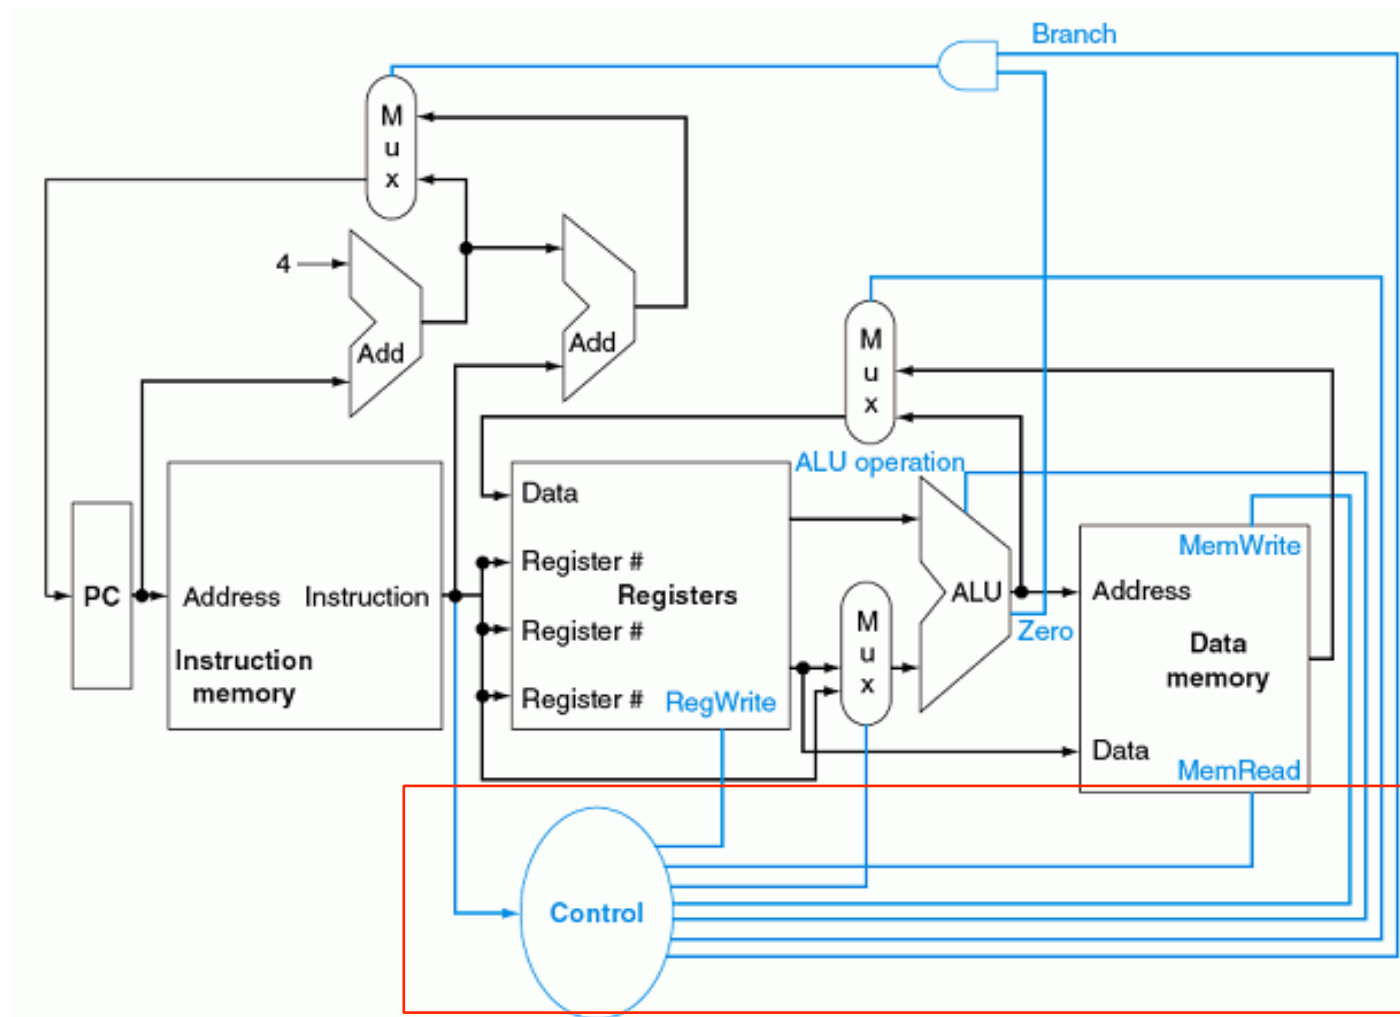 Branch
M
u
x
4
Add
Add
M
u
x
ALU operation
Data
Register #
Registers
Register #
Register #
RegWrite
PC
Address
Instruction
Instruction
memory
M
u
x
ALU
Zero
MemWrite
Address
Data
memory
Data
MemRead
Control